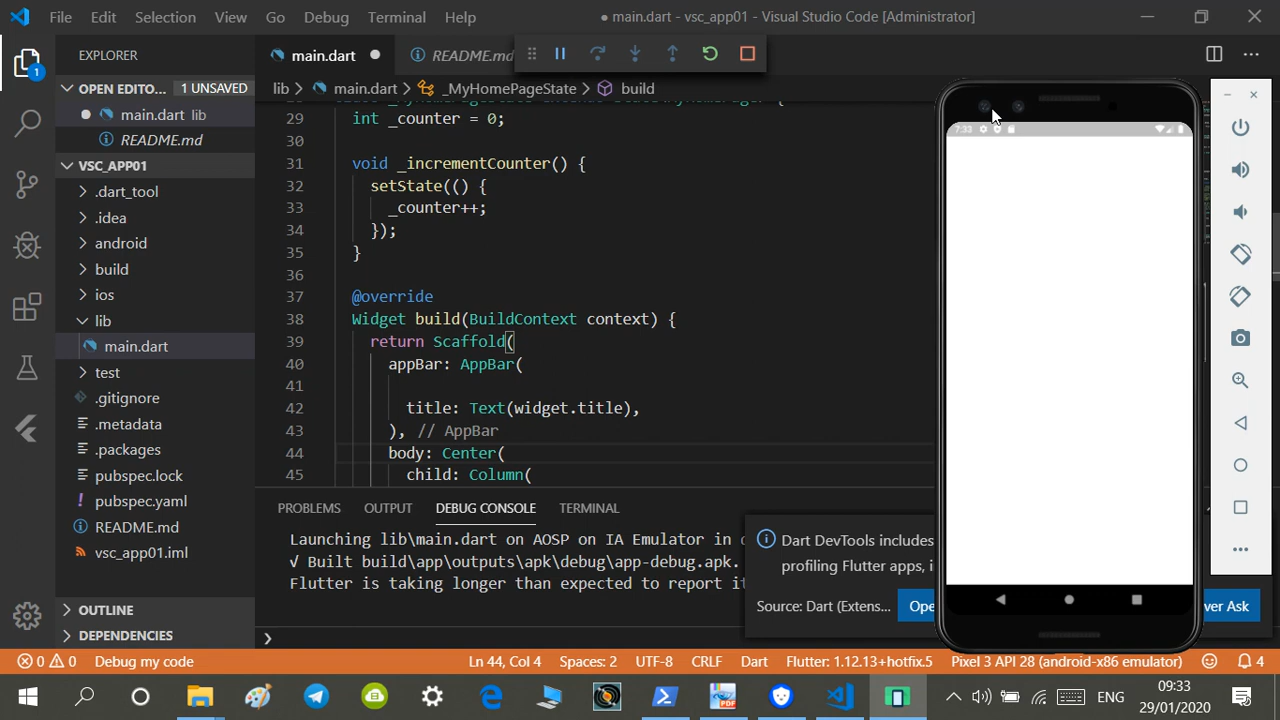 File Edit Selection View Go Debug Terminal Help
● main.dart - vsc_app01 - Visual Studio Code [Administrator]
EXPLORER
main.dart
README.md
OPEN EDITO... 1 UNSAVED
main.dart lib
README.md
VSC_APP01
.dart_tool
.idea
android
build
ios
lib
main.dart
test
.gitignore
.metadata
.packages
pubspec.lock
pubspec.yaml
README.md
vsc_app01.iml
OUTLINE
DEPENDENCIES
lib > main.dart > _MyHomePageState > build
29 int _counter = 0;
30
31 void _incrementCounter() {
32 setState(() {
33 _counter++;
34 });
35 }
36
37 @override
38 Widget build(BuildContext context) {
39 return Scaffold(
40 appBar: AppBar(
41
42 title: Text(widget.title),
43 ), // AppBar
44 body: Center(
45 child: Column(
PROBLEMS OUTPUT DEBUG CONSOLE TERMINAL
Launching lib\main.dart on AOSP on IA Emulator in
√ Built build\app\outputs\apk\debug\app-debug.apk.
Flutter is taking longer than expected to report
Dart DevTools includes
profiling Flutter apps,
Source: Dart (Extens...
7:33
0 0 Debug my code
Ln 44, Col 4 Spaces: 2 UTF-8 CRLF Dart Flutter: 1.12.13+hotfix.5 Pixel 3 API 28 (android-x86 emulator) 4
ENG
09:33
29/01/2020